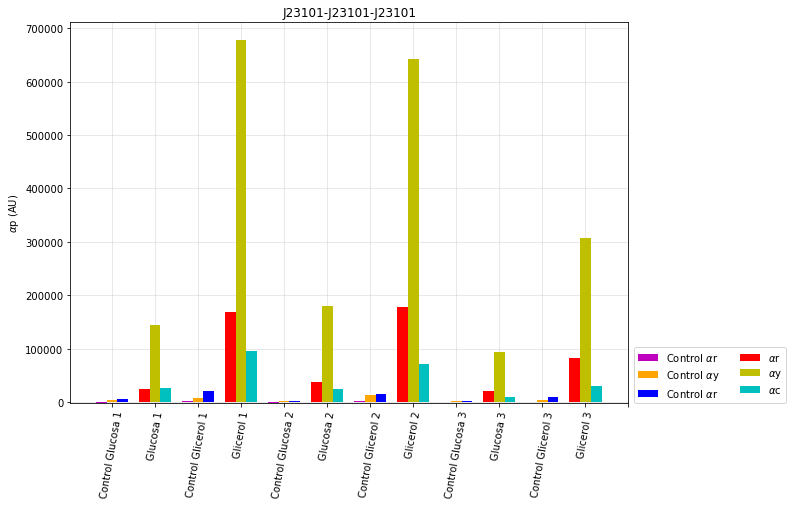 J23101-J23101-J23101
700000
600000
500000
400000
300000
200000
100000
0
αp (AU)
Control Glucosa 1
Glucosa 1
Control Glicerol 1
Glicerol 1
Control Glucosa 2
Glucosa 2
Control Glicerol 2
Glicerol 2
Control Glucosa 3
Glucosa 3
Control Glicerol 3
Glicerol 3
Control αr
Control αy
Control αr
αr
αy
αc